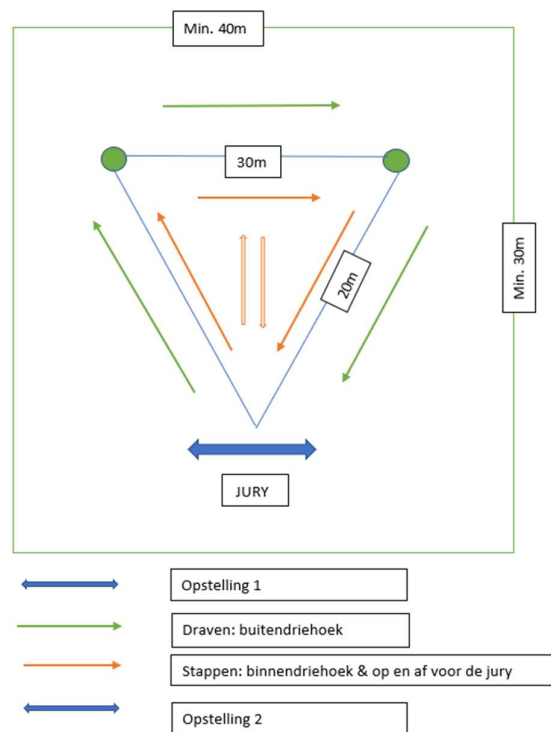 Min. 40m
30m
20m
Min. 30m
JURY
Opstelling 1
Draven: buitendriehoek
Stappen: binnendriehoek & op en af voor de jury
Opstelling 2